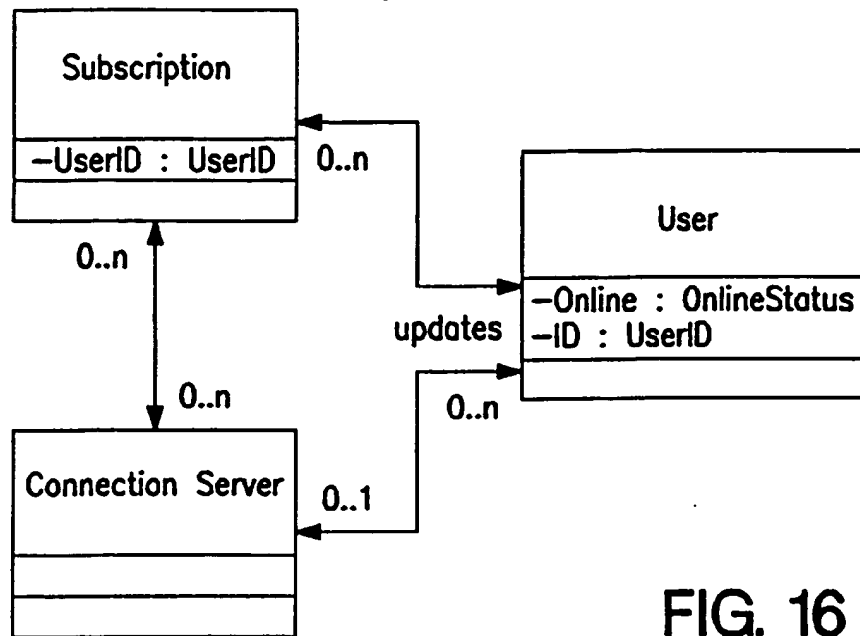 Subscription
-UserID : UserID
0..n
0..n
User
-Online : OnlineStatus
-ID : UserID
updates
0..n
0..n
Connection Server
0..1
FIG. 16